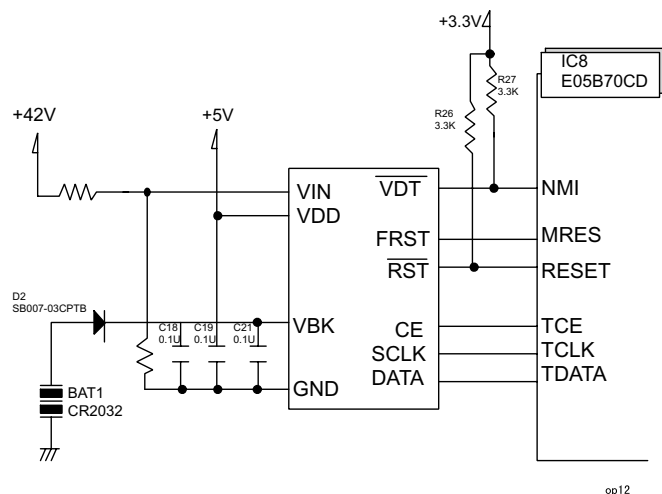 +3.3V
IC8
E05B70CD
R27
3.3K
R26
3.3K
+42V
+5V
VIN
VDD
VBK
GND
VDT
FRST
RST
CE
SCLK
DATA
NMI
MRES
RESET
TCE
TCLK
TDATA
D2
SB007-03CPTB
C18
0.1U
C19
0.1U
C21
0.1U
BAT1
CR2032
op12